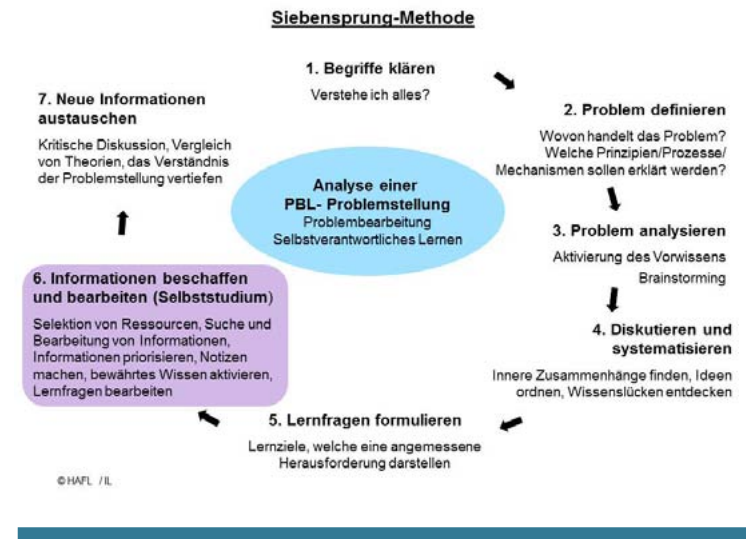 Siebensprung-Methode
1. Begriffe klären
Verstehe ich alles?
2. Problem definieren
Wovon handelt das Problem?
Welche Prinzipien/Prozesse/
Mechanismen sollen erklärt werden?
3. Problem analysieren
Aktivierung des Vorwissens
Brainstorming
4. Diskutieren und
systematisieren
Innere Zusammenhänge finden, Ideen
ordnen, Wissenslücken entdecken
5. Lernfragen formulieren
Lernziele, welche eine angemessene
Herausforderung darstellen
6. Informationen beschaffen
und bearbeiten (Selbststudium)
Selektion von Ressourcen, Suche und
Bearbeitung von Informationen,
Informationen priorisieren, Notizen
machen, bewährtes Wissen aktivieren,
Lernfragen bearbeiten
7. Neue Informationen
austauschen
Kritische Diskussion, Vergleich
von Theorien, das Verständnis
der Problemstellung vertiefen
Analyse einer
PBL- Problemstellung
Problembearbeitung
Selbstverantwortliches Lernen
© HAFL / IL